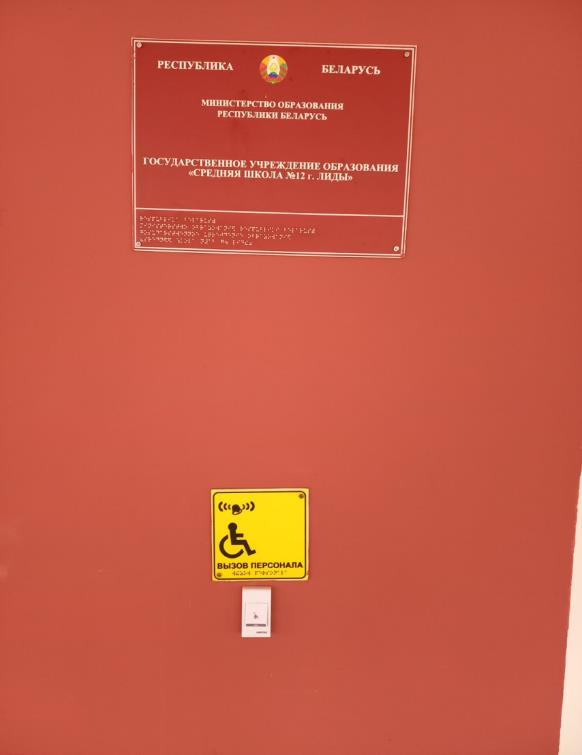 РЕСПУБЛИКА БЕЛАРУСЬ
МИНИСТЕРСТВО ОБРАЗОВАНИЯ
РЕСПУБЛИКИ БЕЛАРУСЬ
ГОСУДАРСТВЕННОЕ УЧРЕЖДЕНИЕ ОБРАЗОВАНИЯ
«СРЕДНЯЯ ШКОЛА №12 г. ЛИДЫ»
ВЫЗОВ ПЕРСОНАЛА